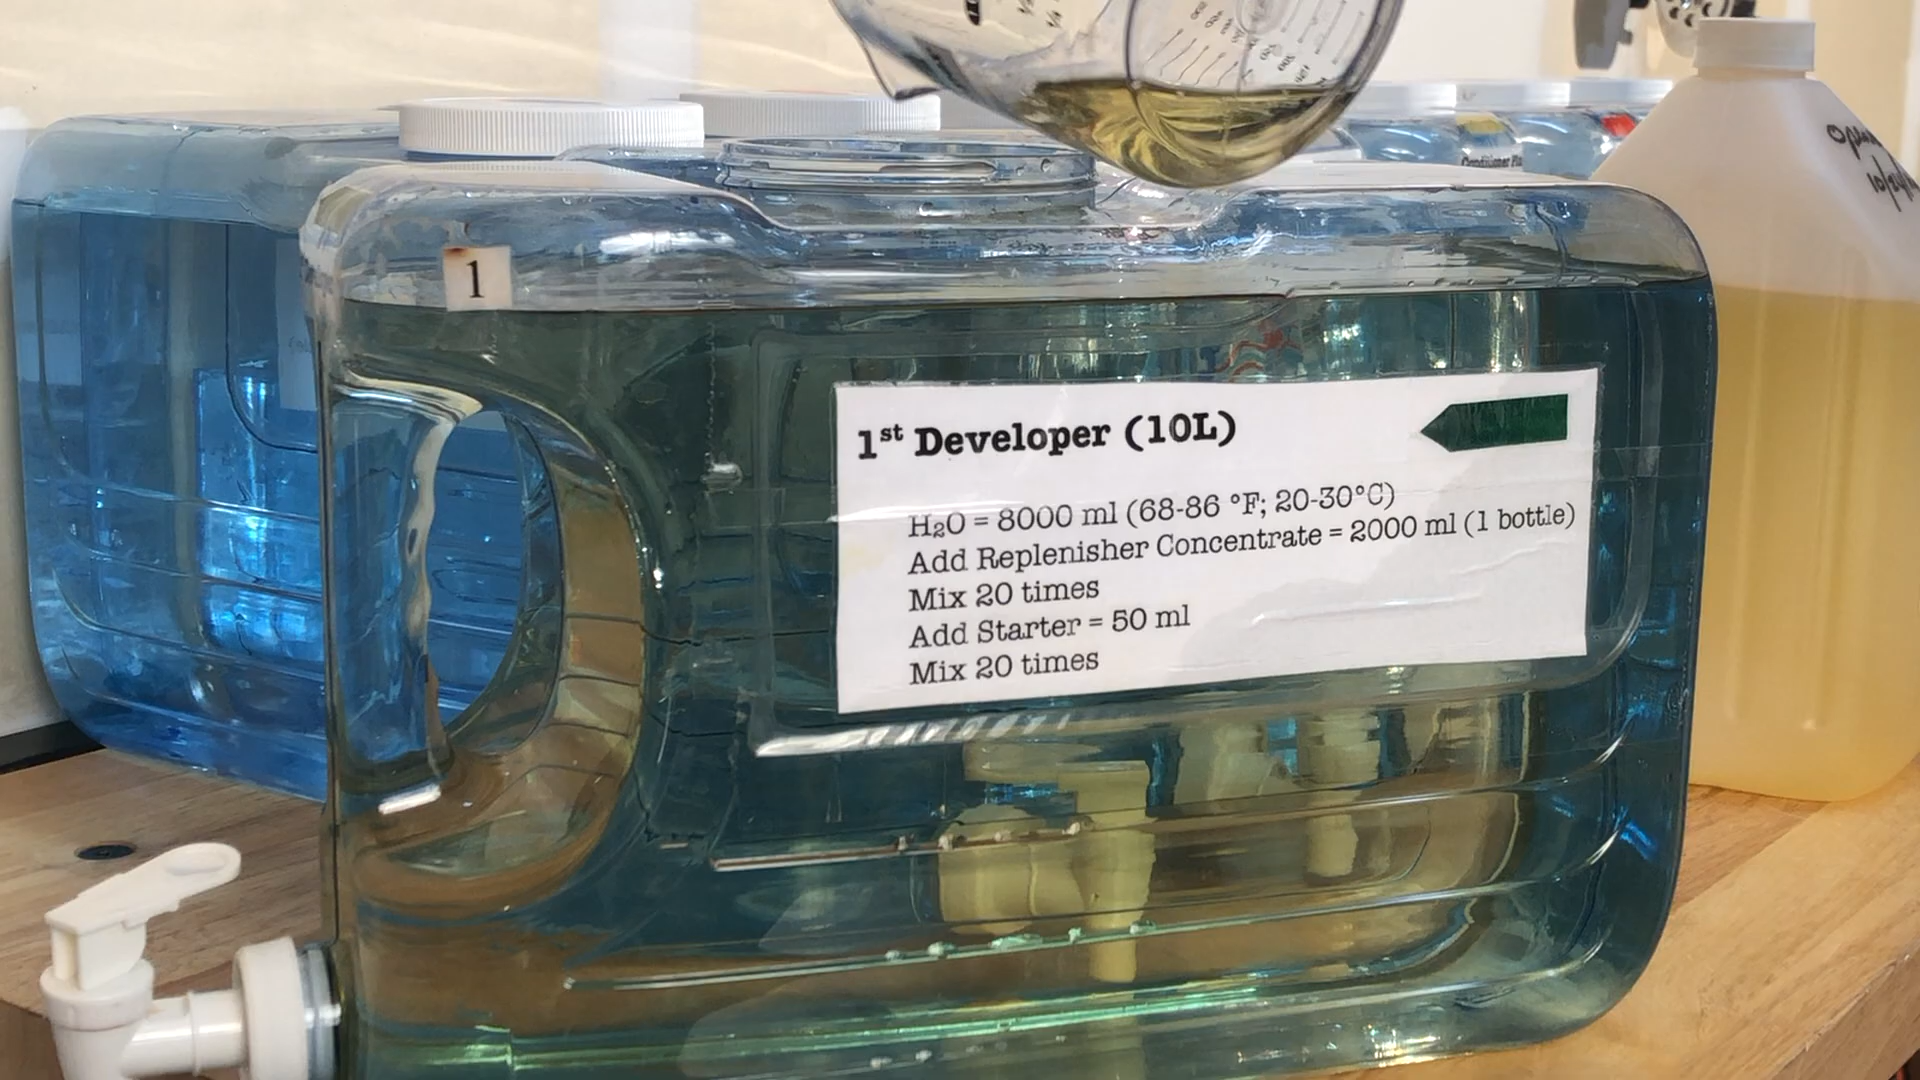 1
1st Developer (10L)
H₂O = 8000 ml (68-86 °F; 20-30°C)
Add Replenisher Concentrate = 2000 ml (1 bottle)
Mix 20 times
Add Starter = 50 ml
Mix 20 times
Conditioner